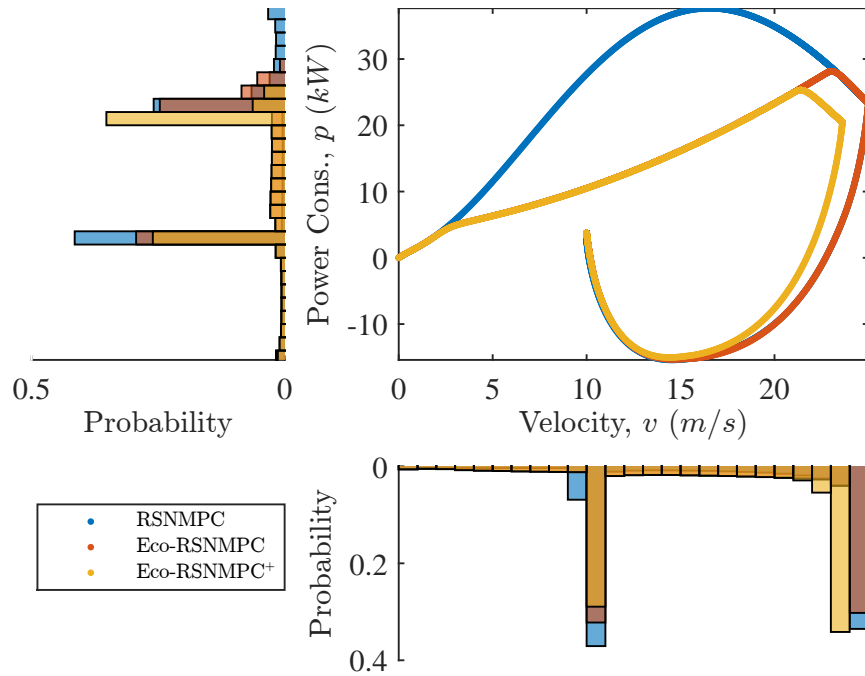 30
20
10
0
-10
Power Cons., p (kW)
0.5
0
Probability
0
5
10
15
20
Velocity, v (m/s)
0
0.2
0.4
Probability
RSNMPC
Eco-RSNMPC
Eco-RSNMPC⁺